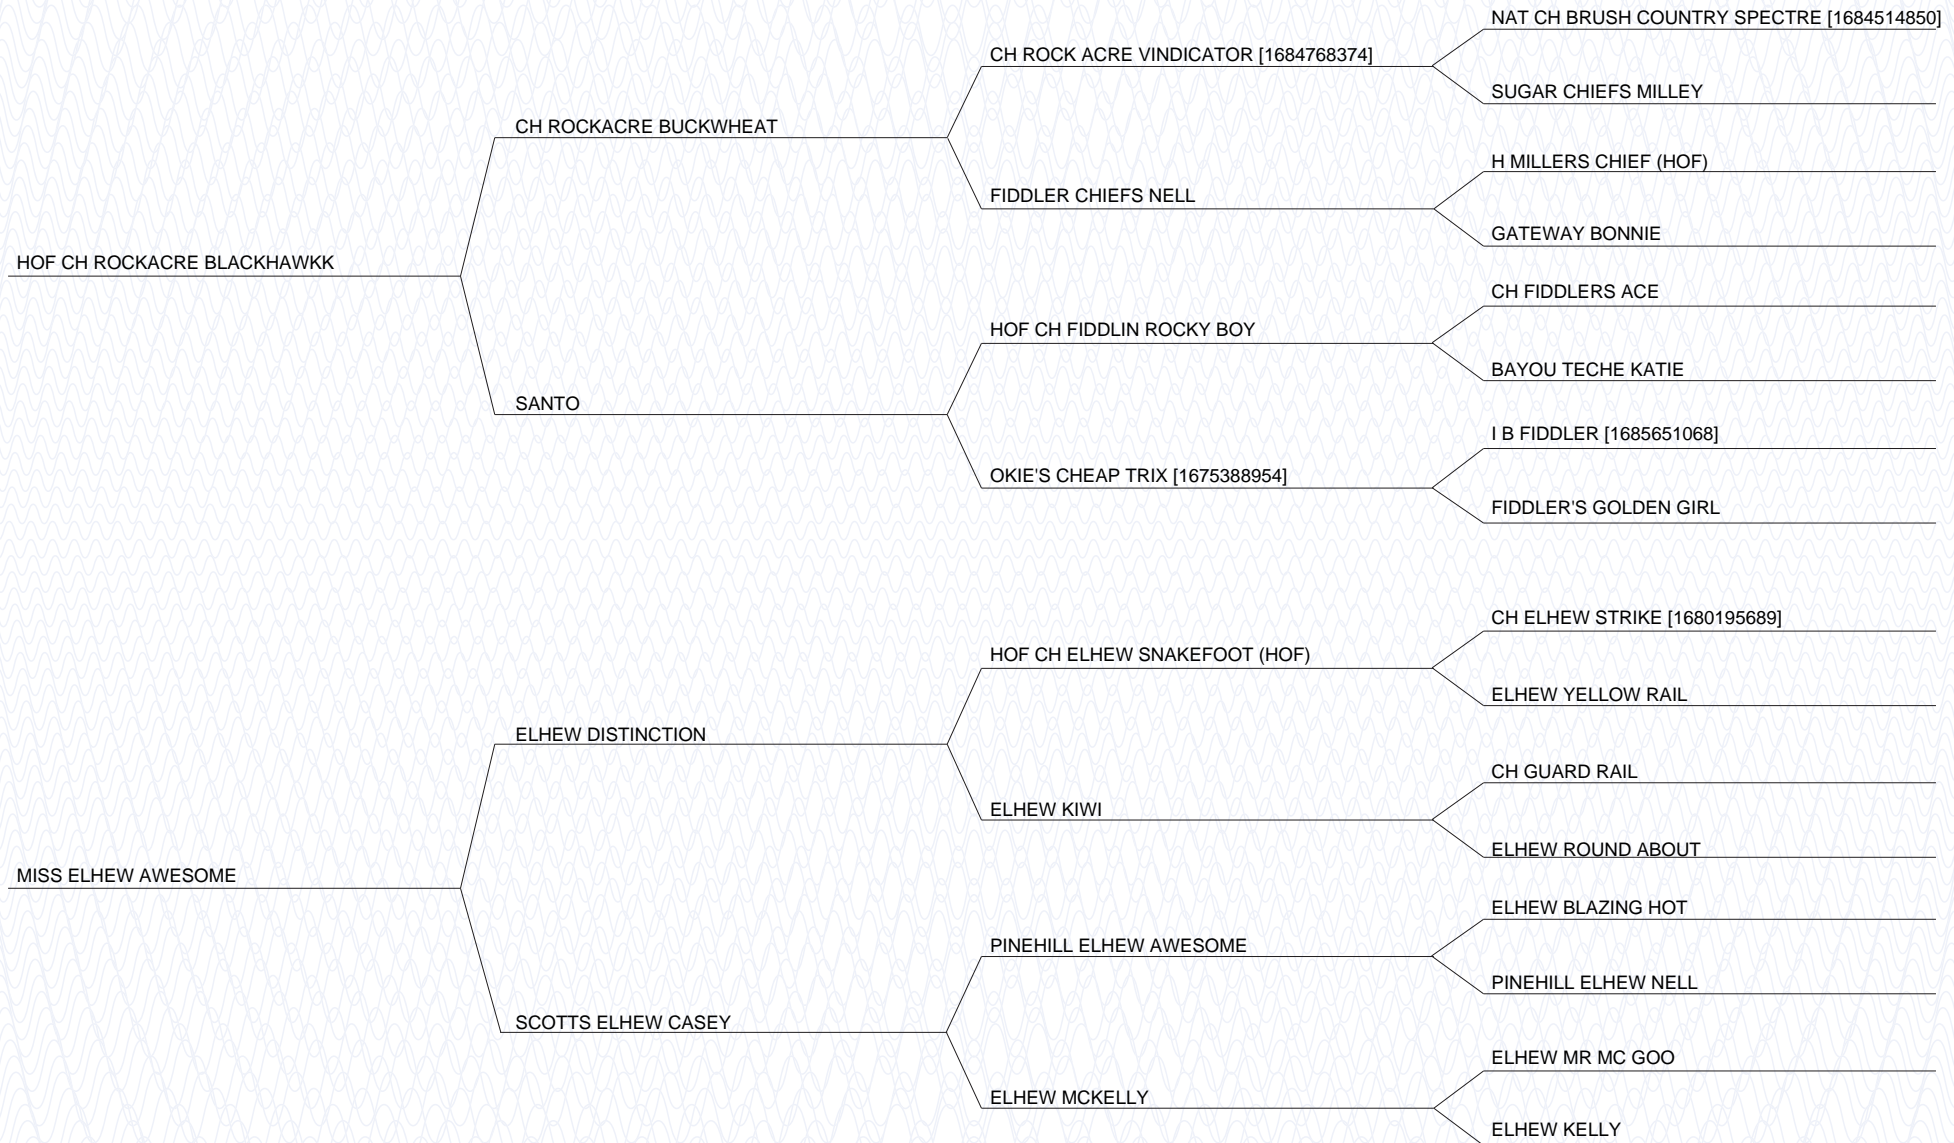 NAT CH BRUSH COUNTRY SPECTRE [1684514850]
CH ROCK ACRE VINDICATOR [1684768374]
SUGAR CHIEFS MILLEY
CH ROCKACRE BUCKWHEAT
H MILLERS CHIEF (HOF)
FIDDLER CHIEFS NELL
GATEWAY BONNIE
HOF CH ROCKACRE BLACKHAWKK
CH FIDDLERS ACE
HOF CH FIDDLIN ROCKY BOY
BAYOU TECHE KATIE
SANTO
I B FIDDLER [1685651068]
OKIE'S CHEAP TRIX [1675388954]
FIDDLER'S GOLDEN GIRL
CH ELHEW STRIKE [1680195689]
HOF CH ELHEW SNAKEFOOT (HOF)
ELHEW YELLOW RAIL
ELHEW DISTINCTION
CH GUARD RAIL
ELHEW KIWI
ELHEW ROUND ABOUT
MISS ELHEW AWESOME
ELHEW BLAZING HOT
PINEHILL ELHEW AWESOME
PINEHILL ELHEW NELL
SCOTTS ELHEW CASEY
ELHEW MR MC GOO
ELHEW MCKELLY
ELHEW KELLY